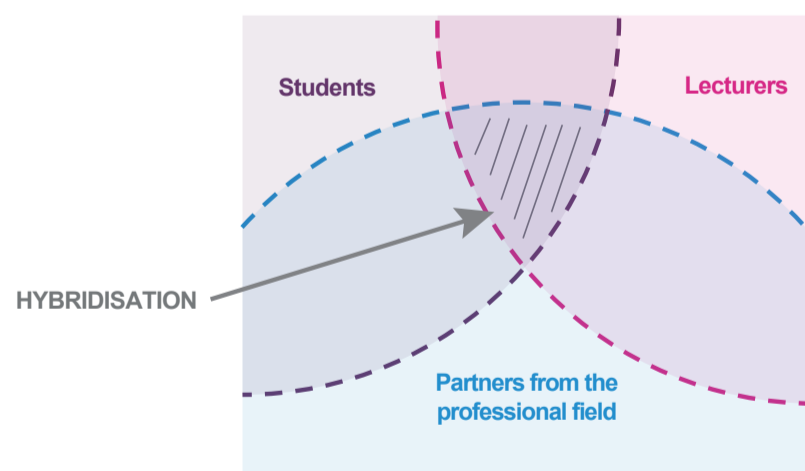 Students
Lecturers
HYBRIDISATION
Partners from the
professional field